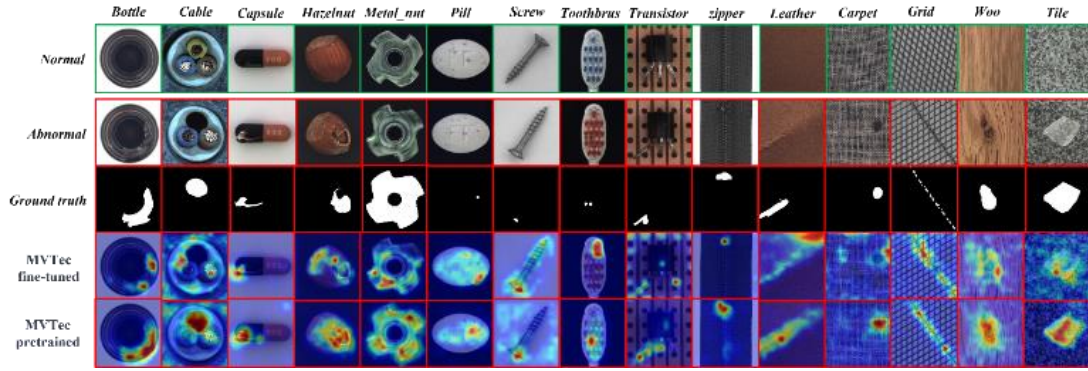 Bottle Cable Capsule Hazelnut Metal_nut Pill Screw Toothbrus Transistor zipper Leather Carpet Grid Woo Tile
Normal
Abnormal
Ground truth
MVTec
fine-tuned
MVTec
pretrained